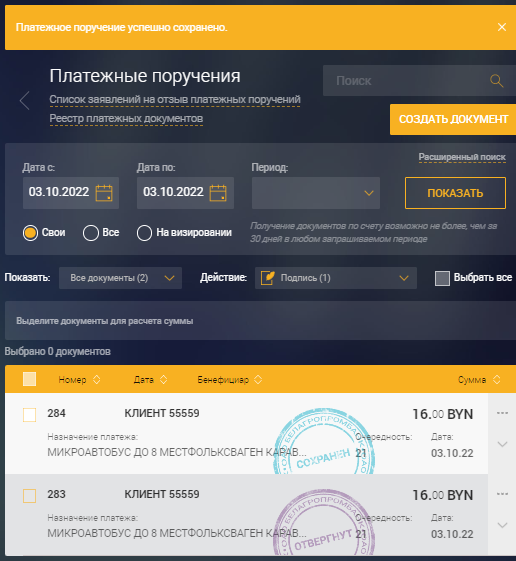 Платежное поручение успешно сохранено.
Платежные поручения
Поиск
Список заявлений на отзыв платежных поручений
Реестр платежных документов
СОЗДАТЬ ДОКУМЕНТ
Расширенный поиск
Дата с:
Дата по:
Период:
03.10.2022
03.10.2022
ПОКАЗАТЬ
Свои
Все
На визировании
Получение документов по счету возможно не более, чем за
30 дней в любом запрашиваемом периоде
Показать:
Все документы (2)
Действие:
Подпись (1)
Выбрать все
Выделите документы для расчета суммы
Выбрано 0 документов
Номер
Дата
Бенефициар
Сумма
284
КЛИЕНТ 55559
16.00 BYN
Назначение платежа:
Очередность:
Дата:
МИКРОАВТОБУС ДО 8 МЕСТФОЛЬКСВАГЕН КАРАВ...
21
03.10.22
ОАО БЕЛАГРОПРОМБАНК
СОХРАНЕН
283
КЛИЕНТ 55559
16.00 BYN
Назначение платежа:
Очередность:
Дата:
МИКРОАВТОБУС ДО 8 МЕСТФОЛЬКСВАГЕН КАРАВ...
21
03.10.22
ОАО БЕЛАГРОПРОМБАНК
ОТВЕРГНУТ